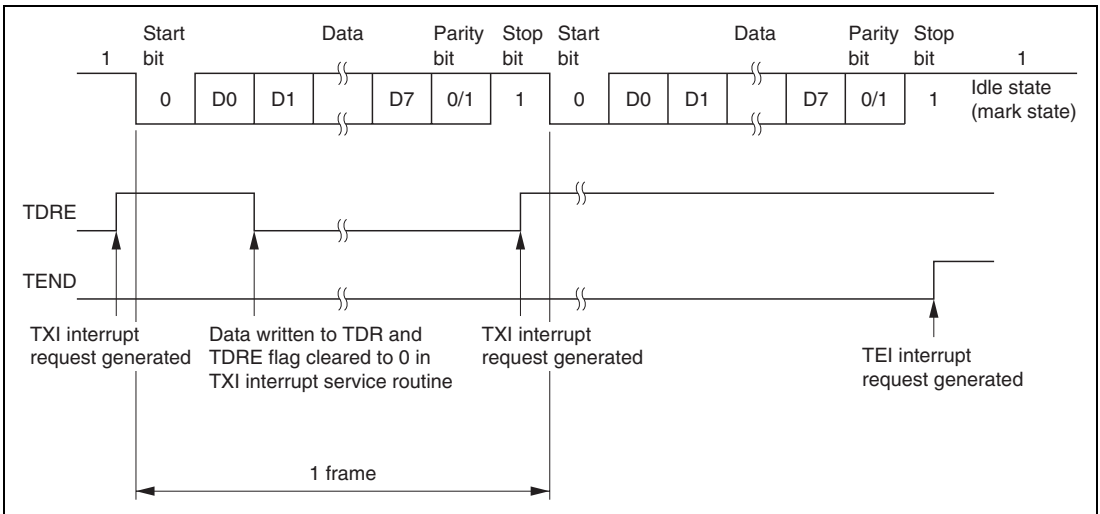 Start Data Parity Stop Start Data Parity Stop
1 bit bit bit bit bit bit 1
0 D0 D1 D7 0/1 1 0 D0 D1 D7 0/1 1 Idle state
(mark state)
TDRE
TEND
TXI interrupt
request generated
Data written to TDR and
TDRE flag cleared to 0 in
TXI interrupt service routine
TXI interrupt
request generated
TEI interrupt
request generated
1 frame